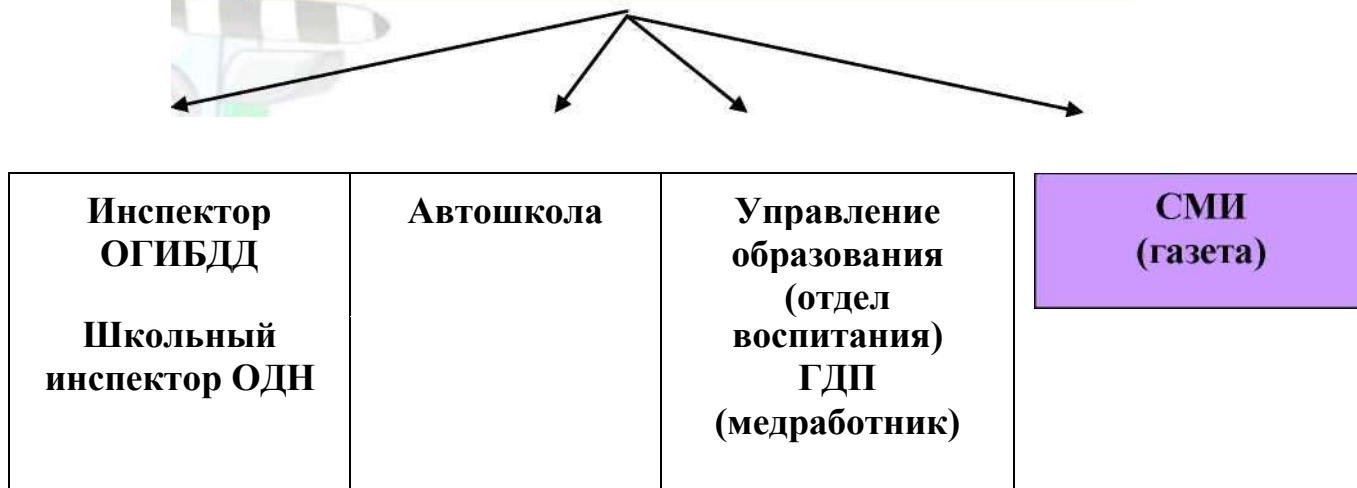 Инспектор
ОГИБДД
Школьный
инспектор ОДН
Автошкола
Управление
образования
(отдел
воспитания)
ГДП
(медработник)
СМИ
(газета)